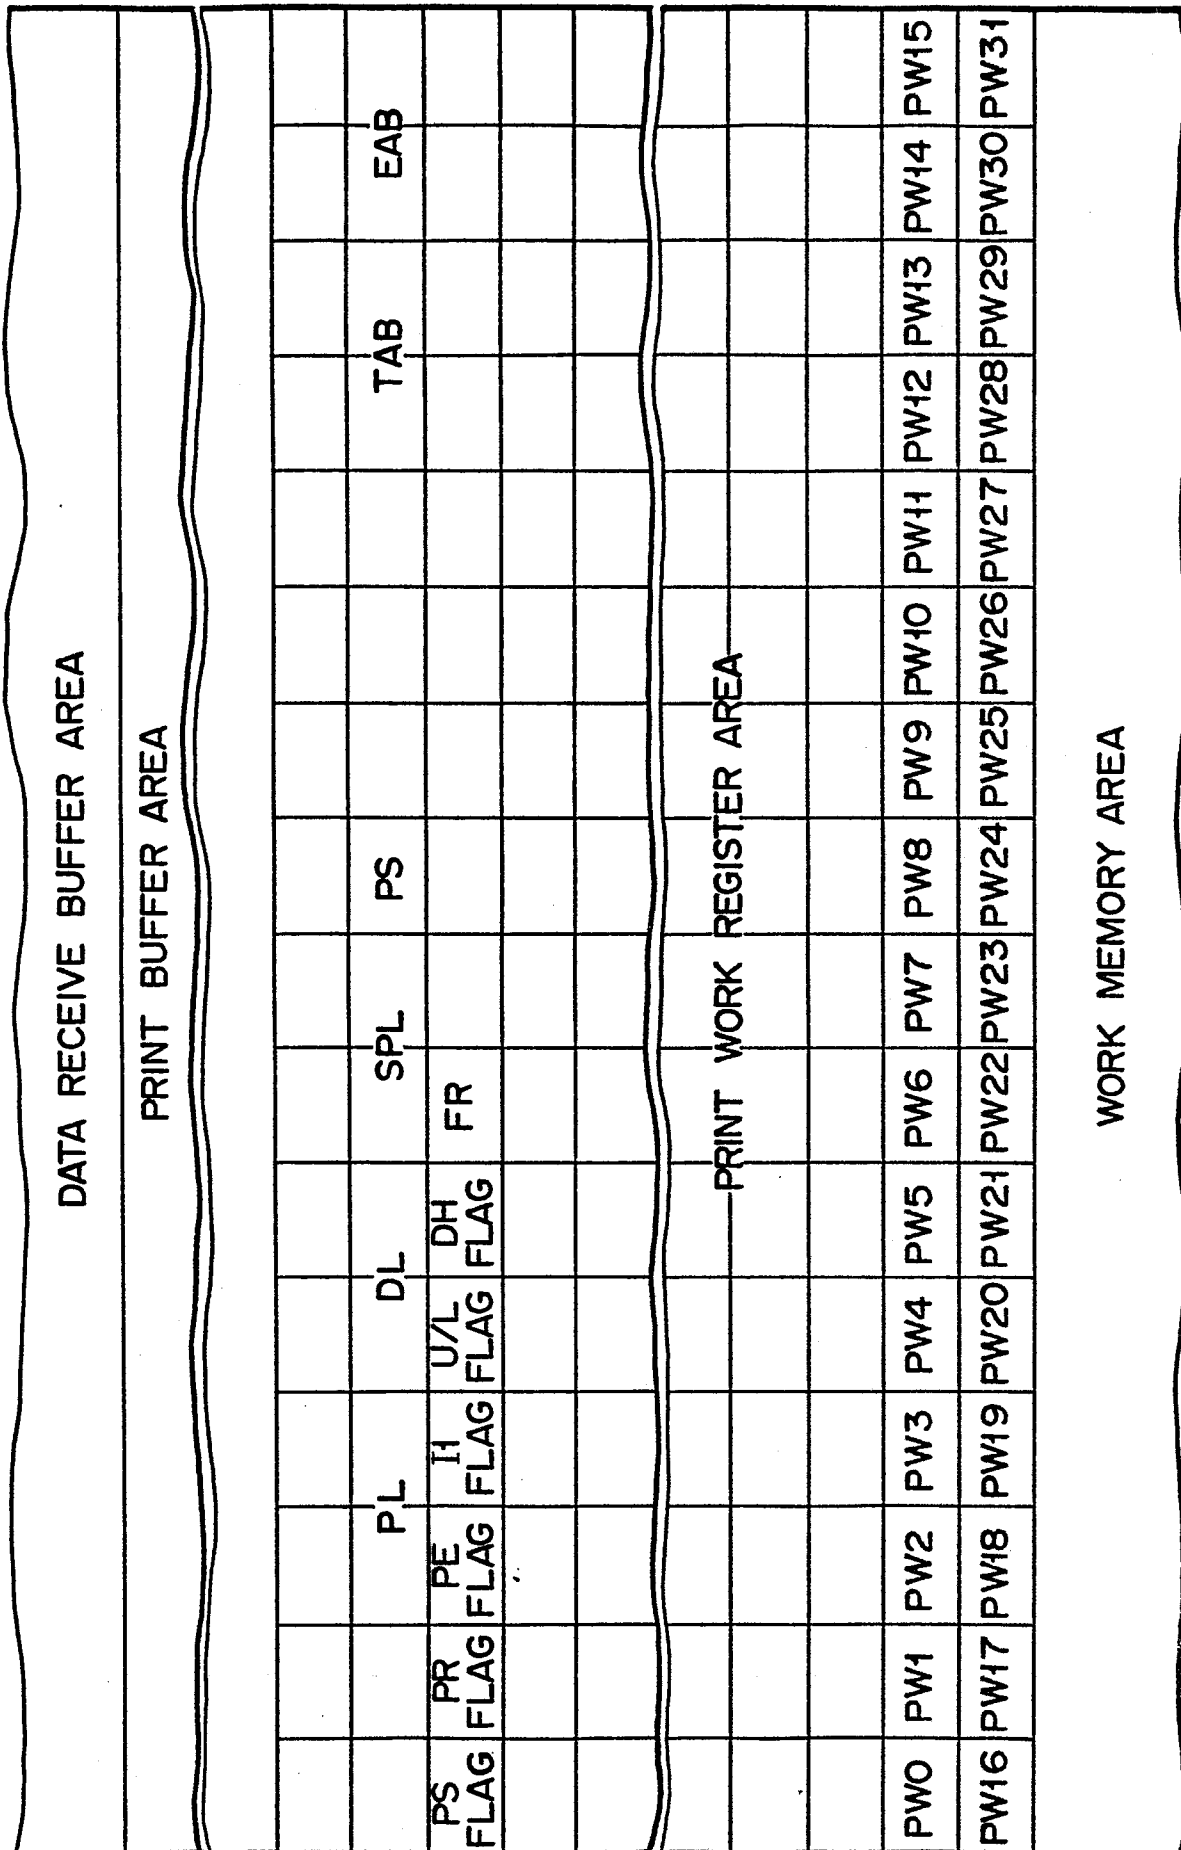 DATA RECEIVE BUFFER AREA
PRINT BUFFER AREA
PL DL SPL PS TAB EAB
PS FLAG PR FLAG PE FLAG I1 FLAG U/L FLAG DH FLAG FR
PRINT WORK REGISTER AREA
PW0 PW1 PW2 PW3 PW4 PW5 PW6 PW7 PW8 PW9 PW10 PW11 PW12 PW13 PW14 PW15
PW16 PW17 PW18 PW19 PW20 PW21 PW22 PW23 PW24 PW25 PW26 PW27 PW28 PW29 PW30 PW31
WORK MEMORY AREA